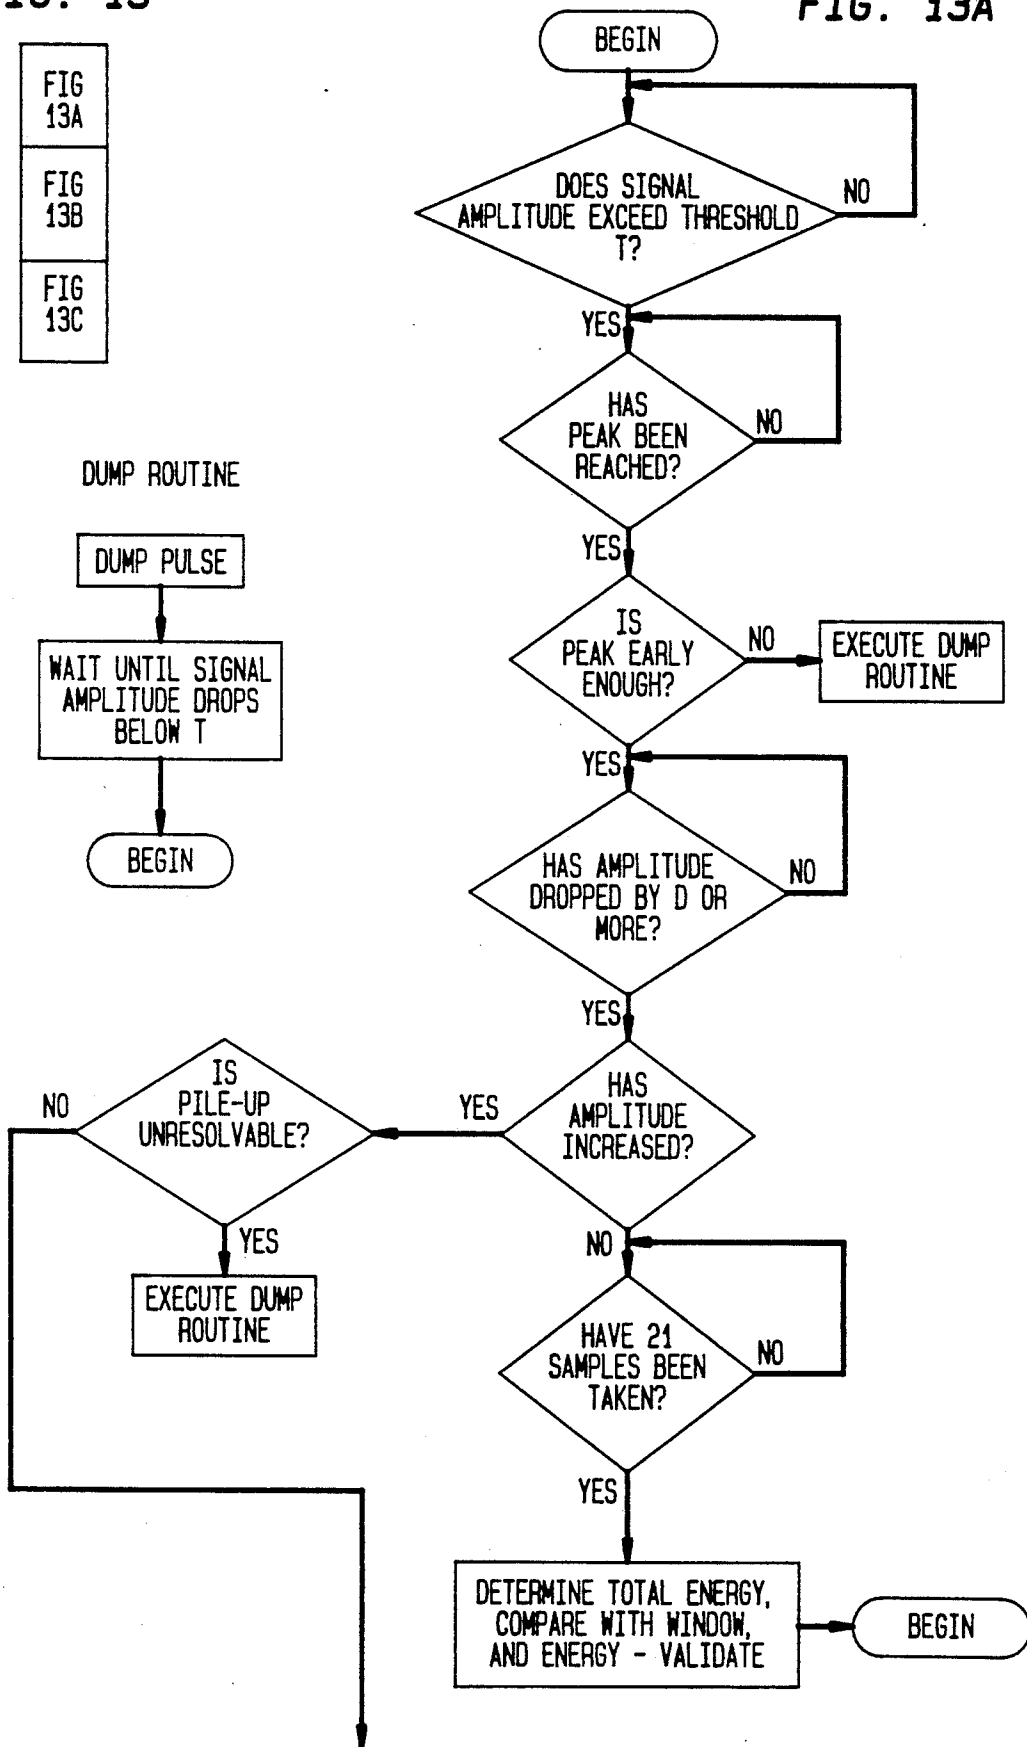 FIG. 13
FIG. 13A
FIG
13A
FIG
13B
FIG
13C
DUMP ROUTINE
DUMP PULSE
WAIT UNTIL SIGNAL
AMPLITUDE DROPS
BELOW T
BEGIN
BEGIN
DOES SIGNAL
AMPLITUDE EXCEED THRESHOLD
T?
NO
YES
HAS
PEAK BEEN
REACHED?
NO
YES
IS
PEAK EARLY
ENOUGH?
NO
EXECUTE DUMP
ROUTINE
YES
HAS AMPLITUDE
DROPPED BY D OR
MORE?
NO
YES
HAS
AMPLITUDE
INCREASED?
YES
IS
PILE-UP
UNRESOLVABLE?
NO
YES
EXECUTE DUMP
ROUTINE
NO
HAVE 21
SAMPLES BEEN
TAKEN?
NO
YES
DETERMINE TOTAL ENERGY,
COMPARE WITH WINDOW,
AND ENERGY - VALIDATE
BEGIN